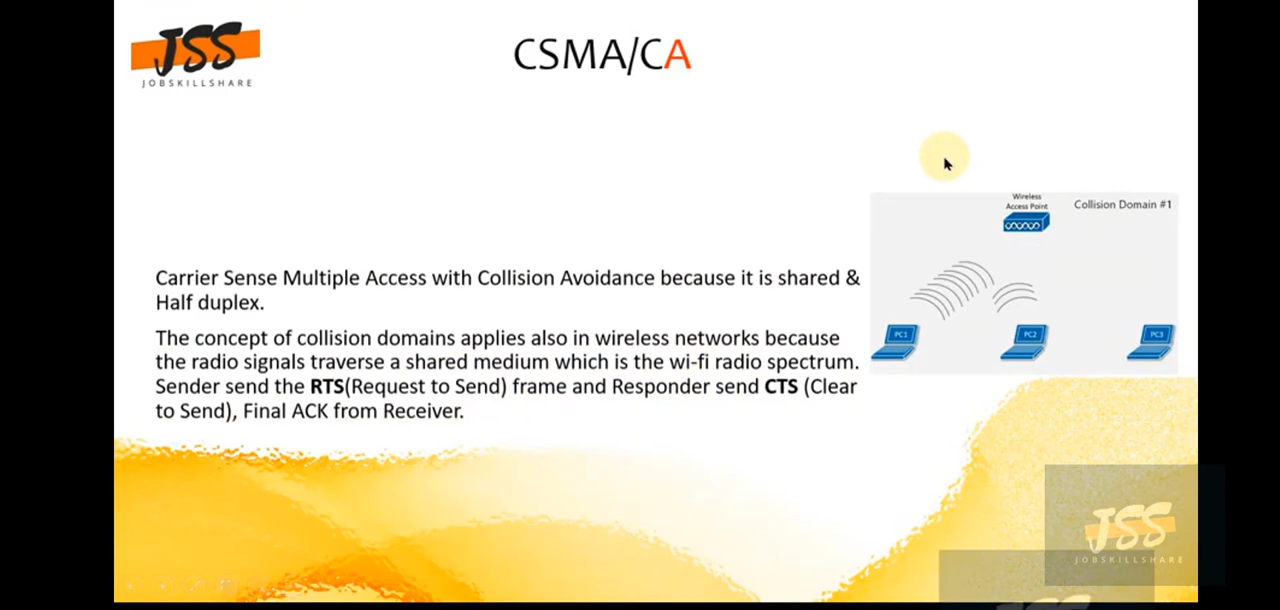 JSS
JOBSKILLSHARE
CSMA/CA
Wireless
Access Point
Collision Domain #1
PC1
PC2
PC3
Carrier Sense Multiple Access with Collision Avoidance because it is shared &
Half duplex.
The concept of collision domains applies also in wireless networks because
the radio signals traverse a shared medium which is the wi-fi radio spectrum.
Sender send the RTS(Request to Send) frame and Responder send CTS (Clear
to Send), Final ACK from Receiver.
JSS
JOBSKILLSHARE